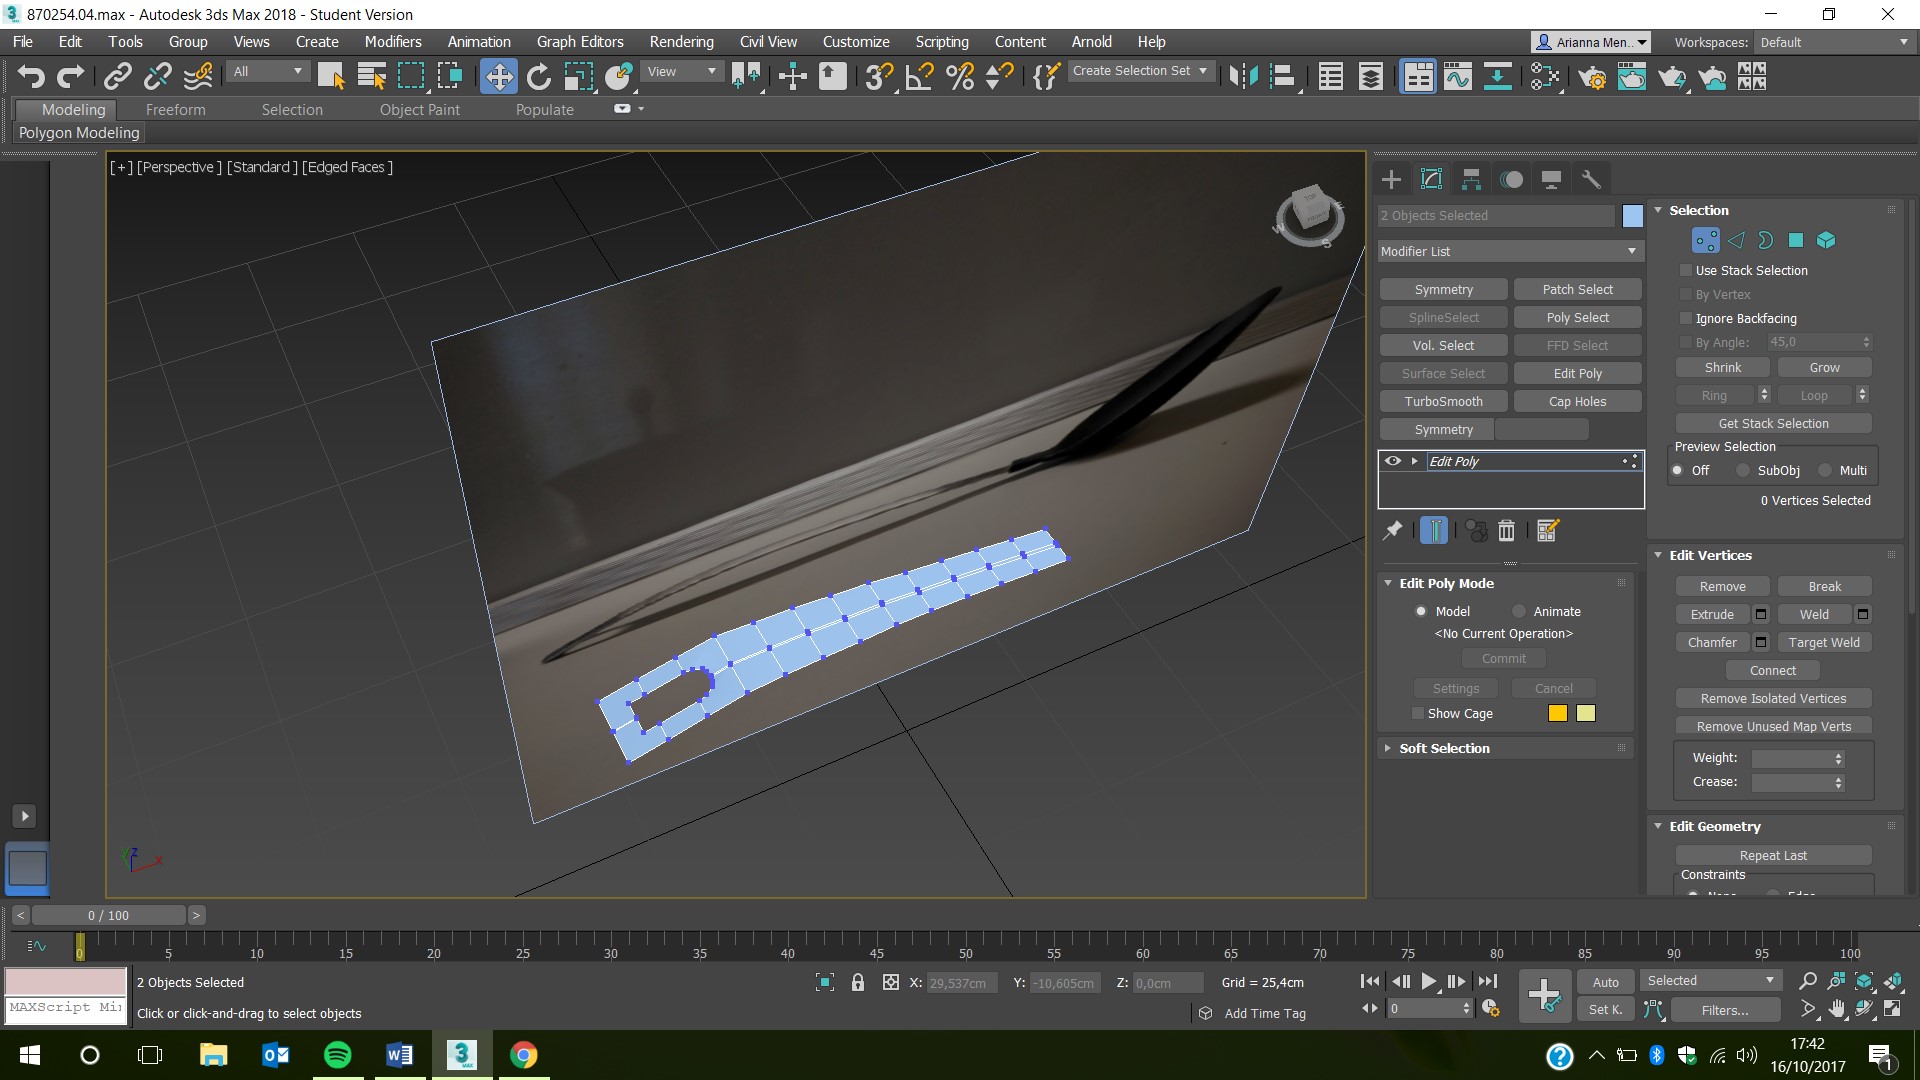 870254.04.max - Autodesk 3ds Max 2018 - Student Version
File Edit Tools Group Views Create Modifiers Animation Graph Editors Rendering Civil View Customize Scripting Content Arnold Help
Arianna Men.. Workspaces: Default
All View Create Selection Set
Modeling Freeform Selection Object Paint Populate
Polygon Modeling
[+] [Perspective] [Standard] [Edged Faces]
2 Objects Selected
Modifier List
Symmetry Patch Select
SplineSelect Poly Select
Vol. Select FFD Select
Surface Select Edit Poly
TurboSmooth Cap Holes
Symmetry
Edit Poly
Edit Poly Mode
Model Animate
<No Current Operation>
Commit
Settings Cancel
Show Cage
Soft Selection
Selection
Use Stack Selection
By Vertex
Ignore Backfacing
By Angle: 45,0
Shrink Grow
Ring Loop
Get Stack Selection
Preview Selection
Off SubObj Multi
0 Vertices Selected
Edit Vertices
Remove Break
Extrude Weld
Chamfer Target Weld
Connect
Remove Isolated Vertices
Remove Unused Map Verts
Weight:
Crease:
Edit Geometry
Repeat Last
Constraints
None Edge
< 0 / 100 >
0 5 10 15 20 25 30 35 40 45 50 55 60 65 70 75 80 85 90 95 100
2 Objects Selected X: 29,537cm Y: -10,605cm Z: 0,0cm Grid = 25,4cm
MAXScript Mi
Click or click-and-drag to select objects
Add Time Tag
0
Auto Selected
Set K. Filters...
17:42
16/10/2017
1